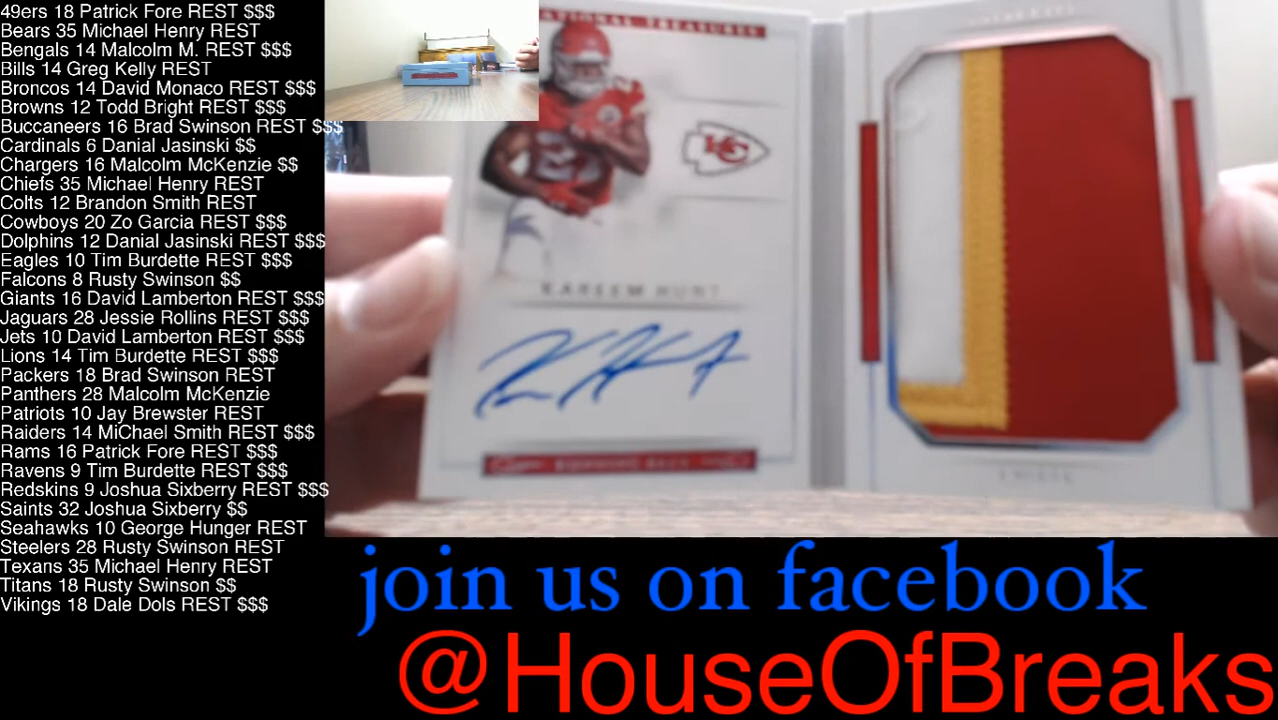 49ers 18 Patrick Fore REST $$$
Bears 35 Michael Henry REST
Bengals 14 Malcolm M. REST $$$
Bills 14 Greg Kelly REST
Broncos 14 David Monaco REST $$$
Browns 12 Todd Bright REST $$$
Buccaneers 16 Brad Swinson REST $$$
Cardinals 6 Danial Jasinski $$
Chargers 16 Malcolm McKenzie $$
Chiefs 35 Michael Henry REST
Colts 12 Brandon Smith REST
Cowboys 20 Zo Garcia REST $$$
Dolphins 12 Danial Jasinski REST $$$
Eagles 10 Tim Burdette REST $$$
Falcons 8 Rusty Swinson $$
Giants 16 David Lamberton REST $$$
Jaguars 28 Jessie Rollins REST $$$
Jets 10 David Lamberton REST $$$
Lions 14 Tim Burdette REST $$$
Packers 18 Brad Swinson REST
Panthers 28 Malcolm McKenzie
Patriots 10 Jay Brewster REST
Raiders 14 MiChael Smith REST $$$
Rams 16 Patrick Fore REST $$$
Ravens 9 Tim Burdette REST $$$
Redskins 9 Joshua Sixberry REST $$$
Saints 32 Joshua Sixberry $$
Seahawks 10 George Hunger REST
Steelers 28 Rusty Swinson REST
Texans 35 Michael Henry REST
Titans 18 Rusty Swinson $$
Vikings 18 Dale Dols REST $$$
TREASURES
KC
KAREEM HUNT
CHIEFS
join us on facebook
@HouseOfBreaks